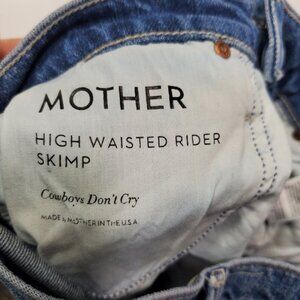 MOTHER
HIGH WAISTED RIDER
SKIMP
Cowboys Don't Cry
MADE by MOTHER IN THE U.S.A.